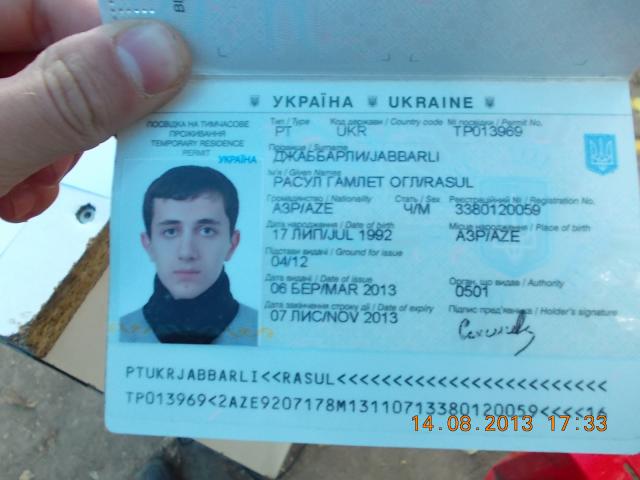 УКРАЇНА UKRAINE
ПОСВІДКА НА ТИМЧАСОВЕ
ПРОЖИВАННЯ
TEMPORARY RESIDENCE
PERMIT
УКРАЇНА
Тип / Type Код держави / Country code № посвідки / Permit No.
PT UKR TP013969
Прізвище / Surname
ДЖАББАРЛИ/JABBARLI
Ім'я / Given Names
РАСУЛ ГАМЛЕТ ОГЛ/RASUL
Громадянство / Nationality Стать / Sex Реєстраційний № / Registration No.
АЗР/AZE Ч/М 3380120059
Дата народження / Date of birth Місце народження / Place of birth
17 ЛИП/JUL 1992 АЗР/AZE
Підстави видачі / Ground for issue
04/12
Дата видачі / Date of issue Орган, що видав / Authority
06 БЕР/MAR 2013 0501
Дата закінчення строку дії / Date of expiry Підпис пред'явника / Holder's signature
07 ЛИС/NOV 2013
PTUKRJABBARLI<<RASUL<<<<<<<<<<<<<<<<<<<<<<<<
TP013969<2AZE9207178M13110713380120059<<<<16
14.08.2013 17:33